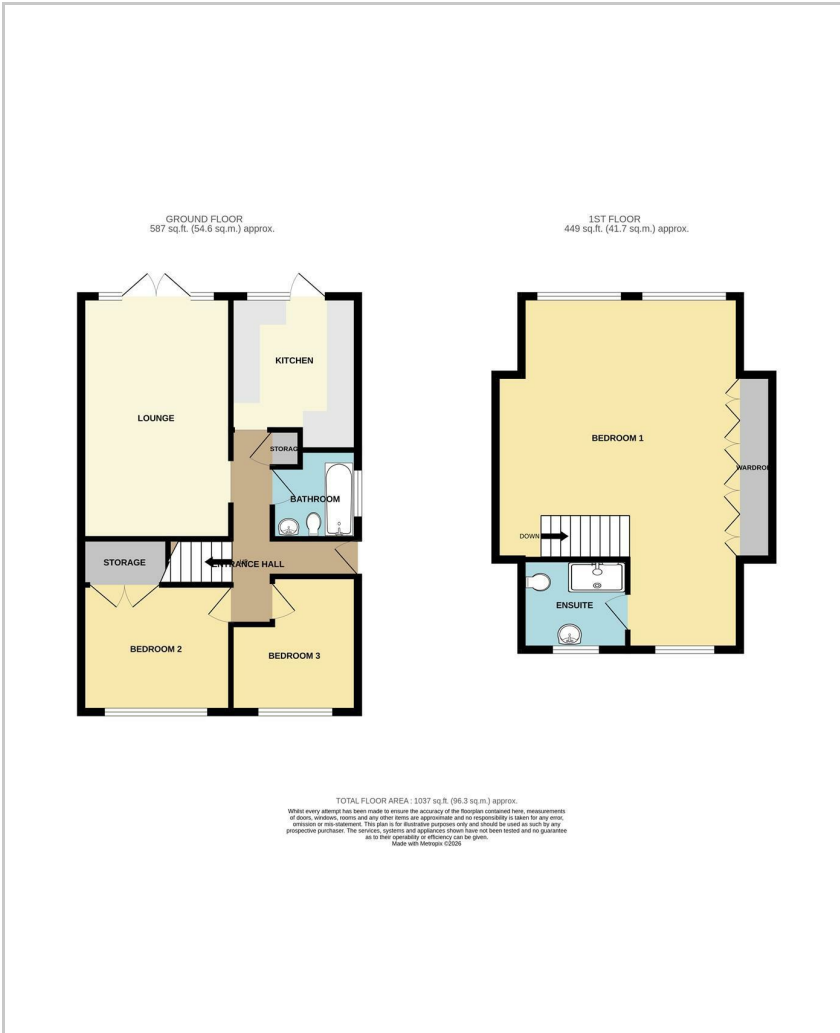 GROUND FLOOR
587 sq.ft. (54.6 sq.m.) approx.
1ST FLOOR
449 sq.ft. (41.7 sq.m.) approx.
KITCHEN
LOUNGE
STORAG
BATHROOM
STORAGE
ENTRANCE HALL
BEDROOM 2
BEDROOM 3
BEDROOM 1
WARDROB
DOWN
ENSUITE
TOTAL FLOOR AREA : 1037 sq.ft. (96.3 sq.m.) approx.
Whilst every attempt has been made to ensure the accuracy of the floorplan contained here, measurements
of doors, windows, rooms and any other items are approximate and no responsibility is taken for any error,
omission or mis-statement. This plan is for illustrative purposes only and should be used as such by any
prospective purchaser. The services, systems and appliances shown have not been tested and no guarantee
as to their operability or efficiency can be given.
Made with Metropix ©2026